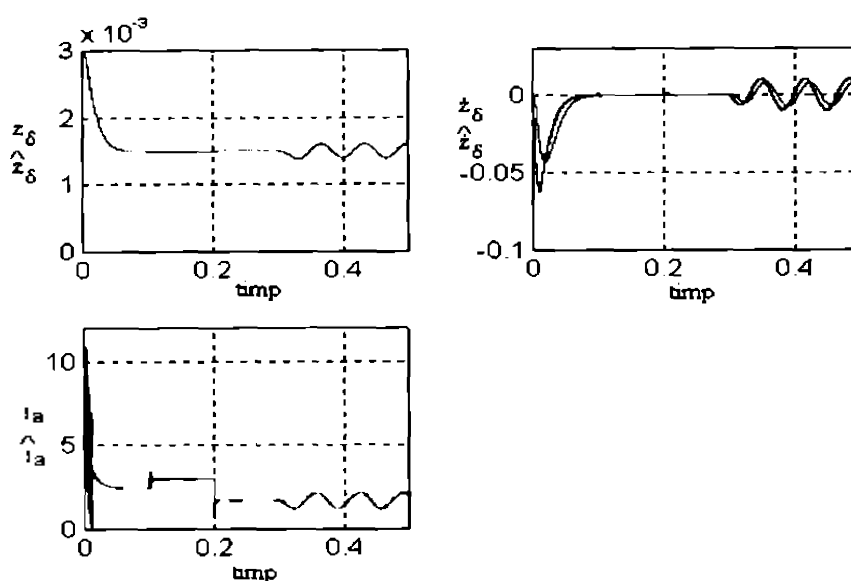 × 10⁻³
3
2
1
0
z_δ
ẑ_δ
0 0.2 0.4
timp
0
-0.05
-0.1
ż_δ
ẑ̇_δ
0 0.2 0.4
timp
10
5
0
i_a
î_a
0 0.2 0.4
timp